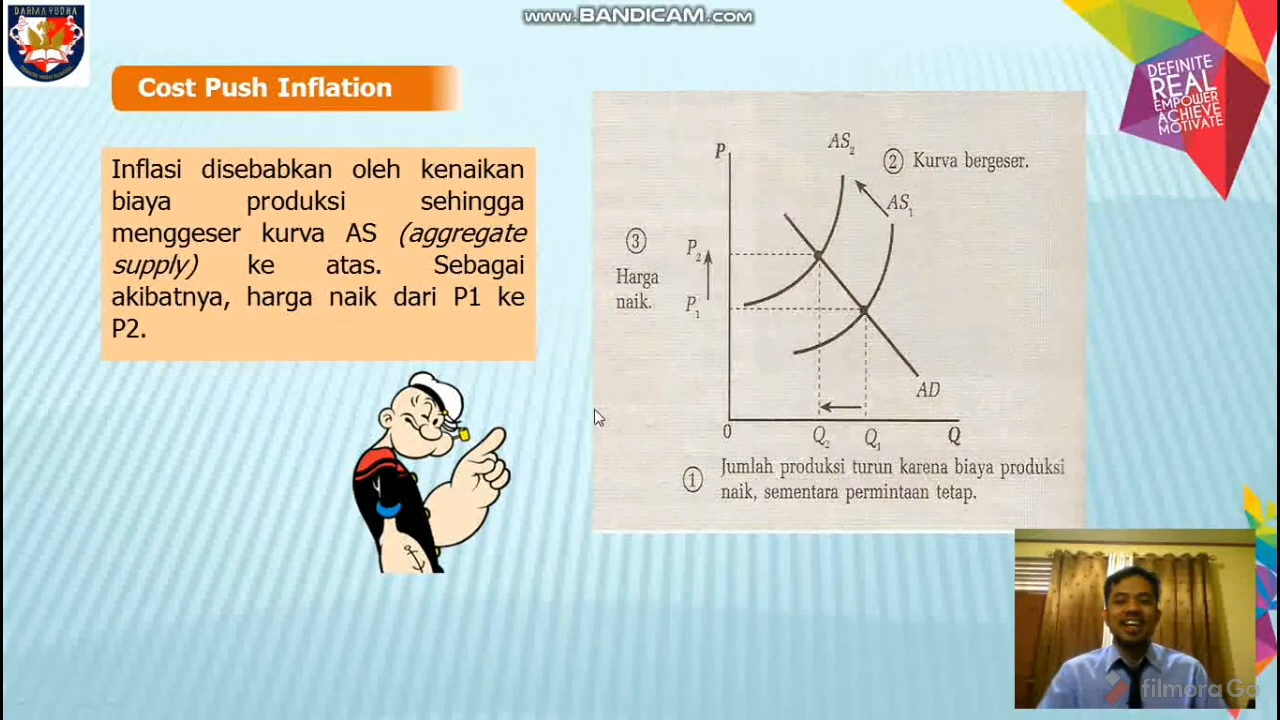 WWW.BANDICAM.COM
DARMA YUDHA
DEFINITE
REAL
EMPOWER
ACHIEVE
MOTIVATE
Cost Push Inflation
Inflasi disebabkan oleh kenaikan
biaya produksi sehingga
menggeser kurva AS (aggregate
supply) ke atas. Sebagai
akibatnya, harga naik dari P1 ke
P2.
P
AS₂
② Kurva bergeser.
AS₁
③
Harga
naik.
P₂
P₁
AD
0
Q₂
Q₁
Q
① Jumlah produksi turun karena biaya produksi
naik, sementara permintaan tetap.
filmoraGo